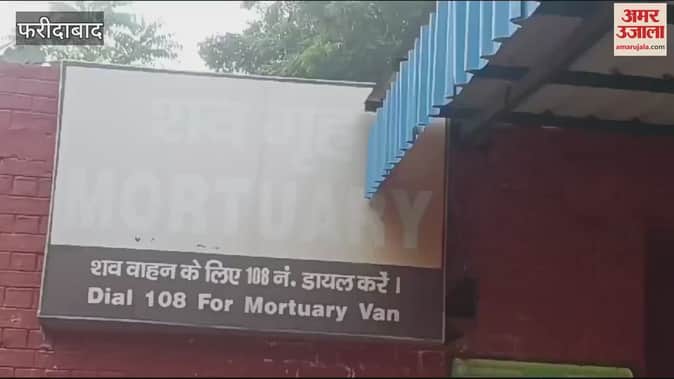 फरीदाबाद
अमर
उजाला
amarujala.com
शव गृह
MORTUARY
शव वाहन के लिए 108 नं. डायल करें।
Dial 108 For Mortuary Van